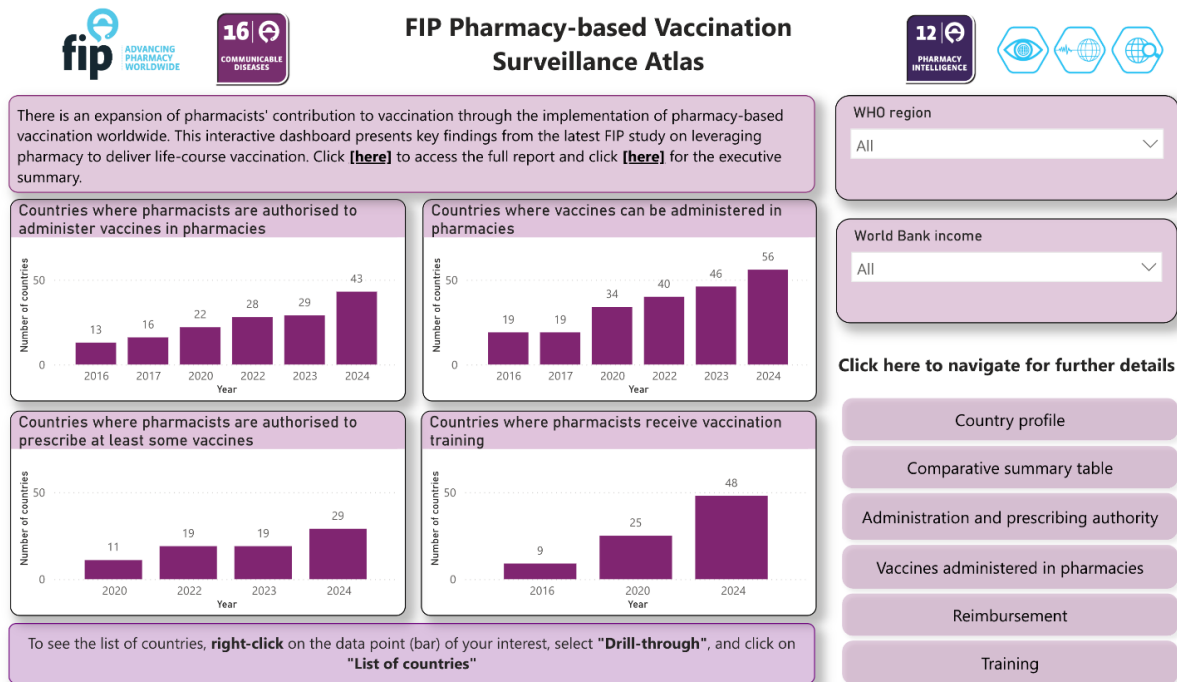 fip
ADVANCING
PHARMACY
WORLDWIDE
16
COMMUNICABLE
DISEASES
FIP Pharmacy-based Vaccination
Surveillance Atlas
12
PHARMACY
INTELLIGENCE
There is an expansion of pharmacists' contribution to vaccination through the implementation of pharmacy-based
vaccination worldwide. This interactive dashboard presents key findings from the latest FIP study on leveraging
pharmacy to deliver life-course vaccination. Click [here] to access the full report and click [here] for the executive
summary.
WHO region
All
World Bank income
All
Countries where pharmacists are authorised to
administer vaccines in pharmacies
Number of countries
50
0
13
16
22
28
29
43
2016
2017
2020
2022
2023
2024
Year
Countries where vaccines can be administered in
pharmacies
Number of countries
50
0
19
19
34
40
46
56
2016
2017
2020
2022
2023
2024
Year
Countries where pharmacists are authorised to
prescribe at least some vaccines
Number of countries
50
0
11
19
19
29
2020
2022
2023
2024
Year
Countries where pharmacists receive vaccination
training
Number of countries
50
0
9
25
48
2016
2020
2024
Year
Click here to navigate for further details
Country profile
Comparative summary table
Administration and prescribing authority
Vaccines administered in pharmacies
Reimbursement
Training
To see the list of countries, right-click on the data point (bar) of your interest, select "Drill-through", and click on
"List of countries"